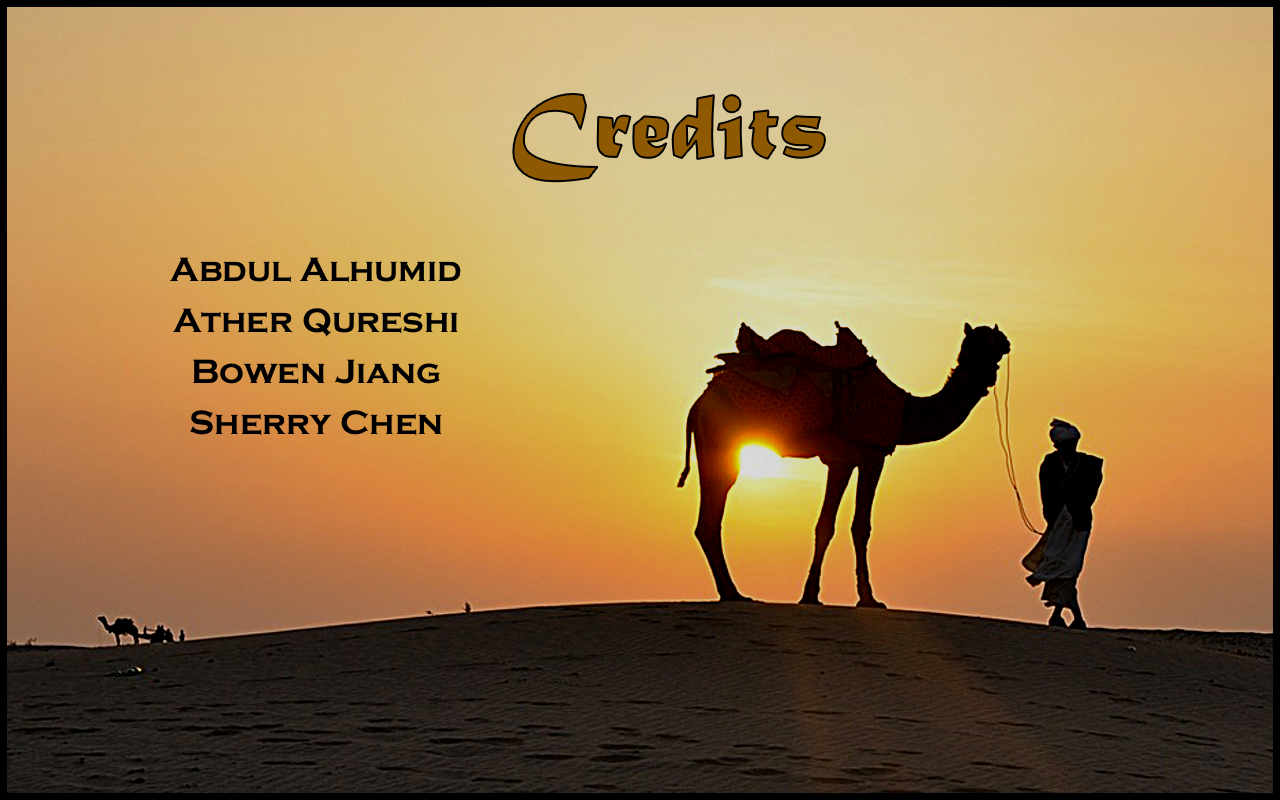 Credits
Abdul Alhumid
Ather Qureshi
Bowen Jiang
Sherry Chen